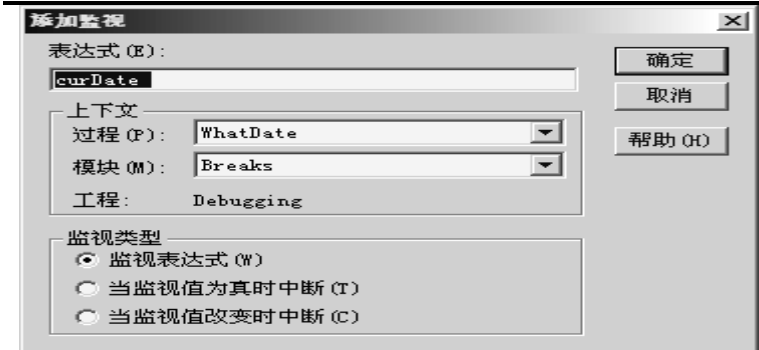 添加监视
表达式(E):
curDate
确定
取消
帮助(H)
上下文
过程(P): WhatDate
模块(M): Breaks
工程: Debugging
监视类型
监视表达式(W)
当监视值为真时中断(T)
当监视值改变时中断(C)